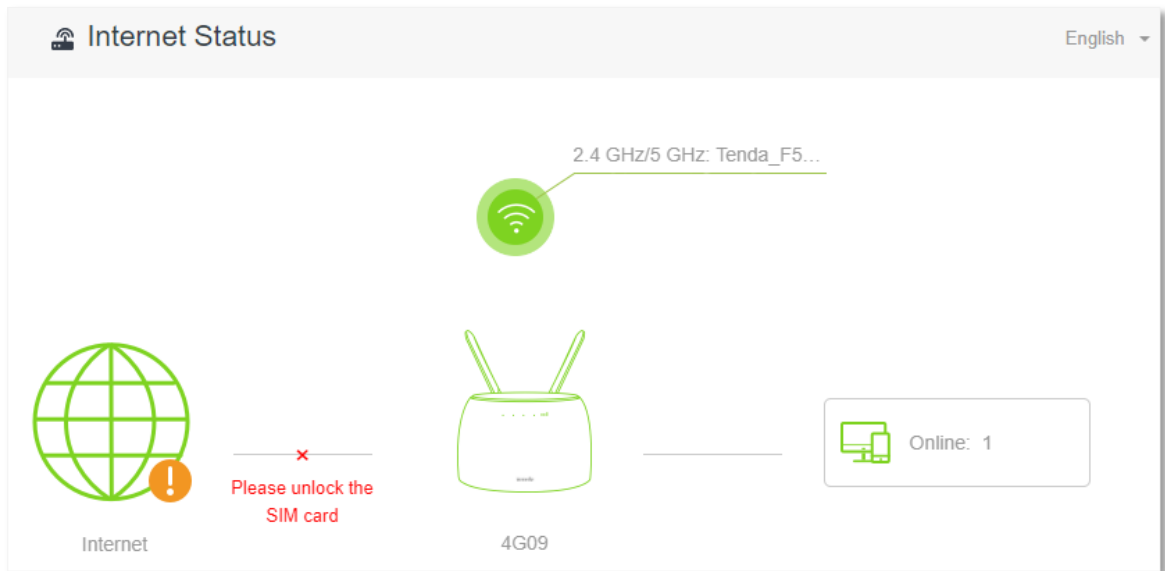 Internet Status
English
2.4 GHz/5 GHz: Tenda_F5...
Online: 1
Please unlock the
SIM card
Internet
4G09